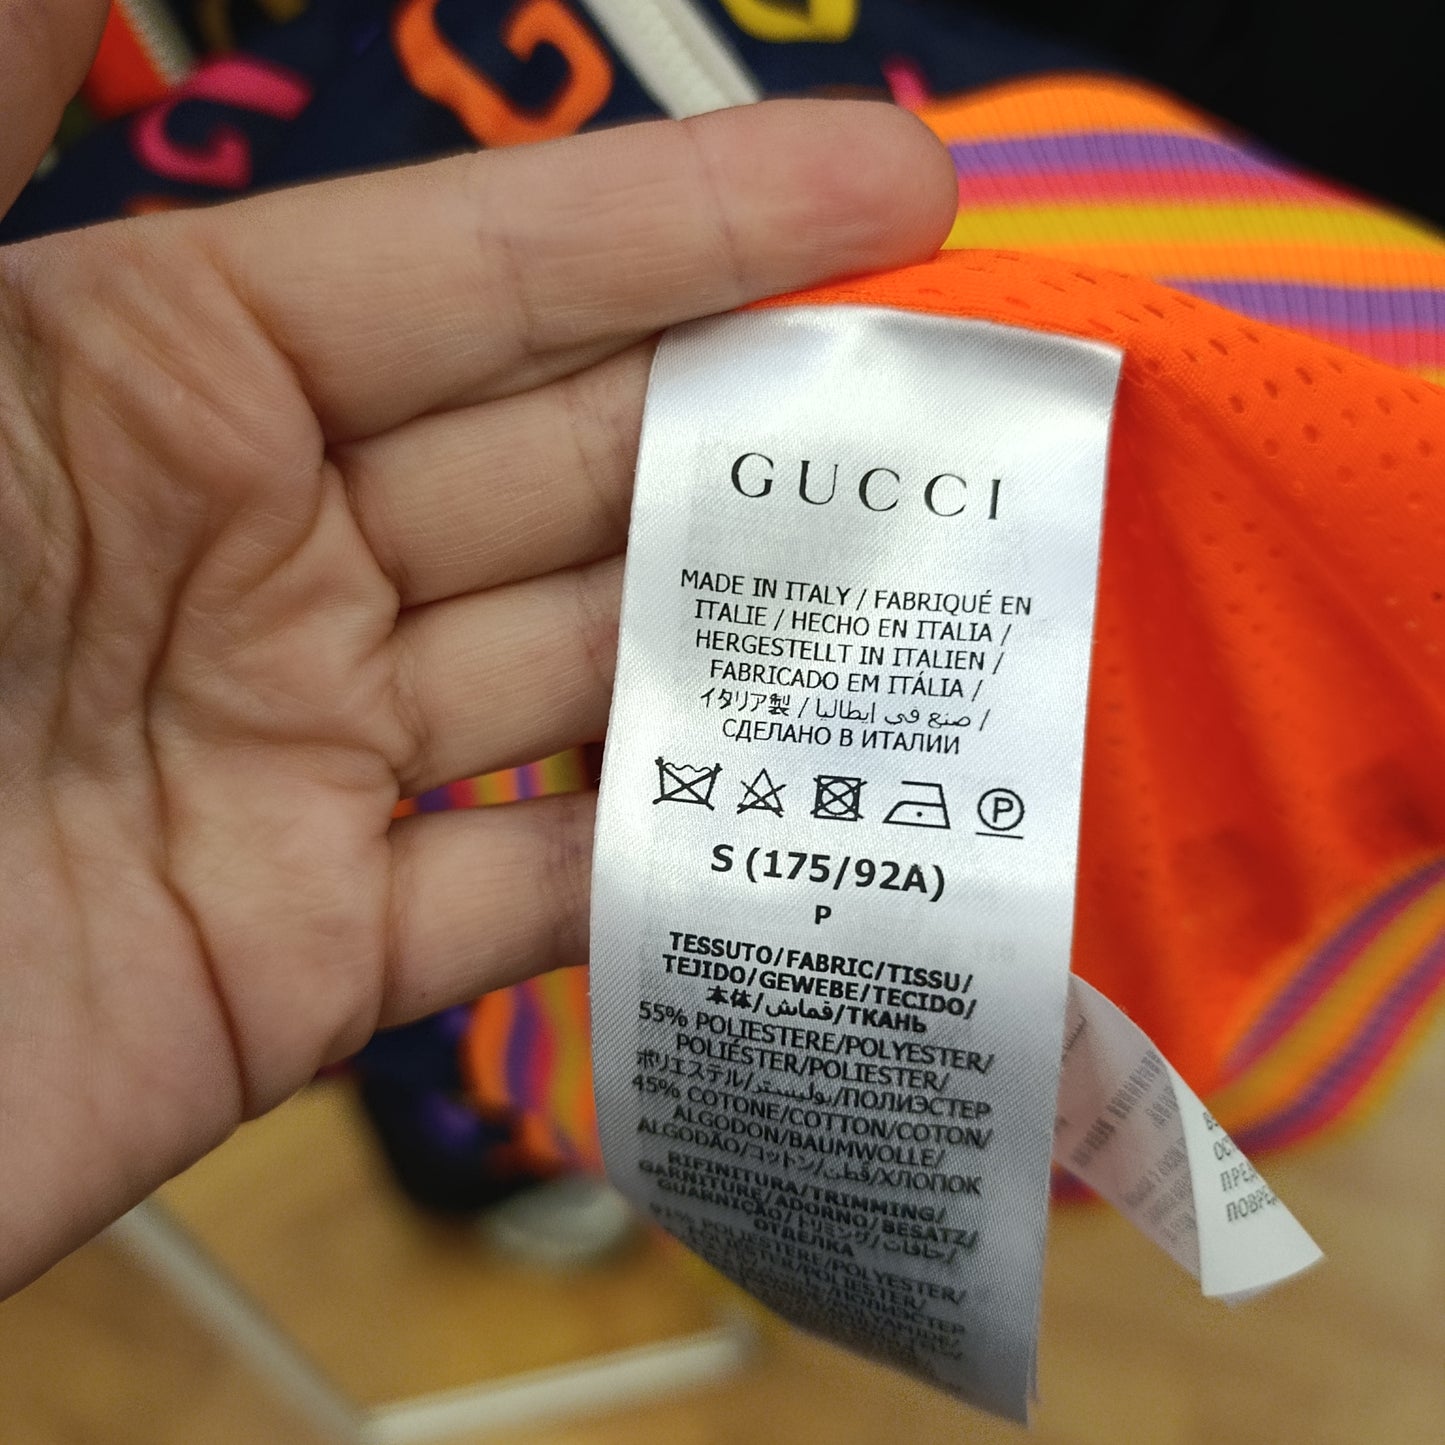 GUCCI
MADE IN ITALY / FABRIQUÉ EN
ITALIE / HECHO EN ITALIA /
HERGESTELLT IN ITALIEN /
FABRICADO EM ITÁLIA /
イタリア製 / صنع في ايطاليا /
СДЕЛАНО В ИТАЛИИ
P
S (175/92A)
P
TESSUTO/FABRIC/TISSU/
TEJIDO/GEWEBE/TECIDO/
本体/قماش/ТКАНЬ
55% POLIESTERE/POLYESTER/
POLIÉSTER/POLIESTER/
ポリエステル/بوليستر/ПОЛИЭСТЕР
45% COTONE/COTTON/COTON/
ALGODON/BAUMWOLLE/
ALGODÃO/コットン/قطن/ХЛОПОК
RIFINITURA/TRIMMING/
GARNITURE/ADORNO/BESATZ/
GUARNIÇÃO/トリミング/حافات/
ОТДЕЛКА
POLIESTERE/POLYESTER/
POLIESTER/
ПОЛИЭСТЕР